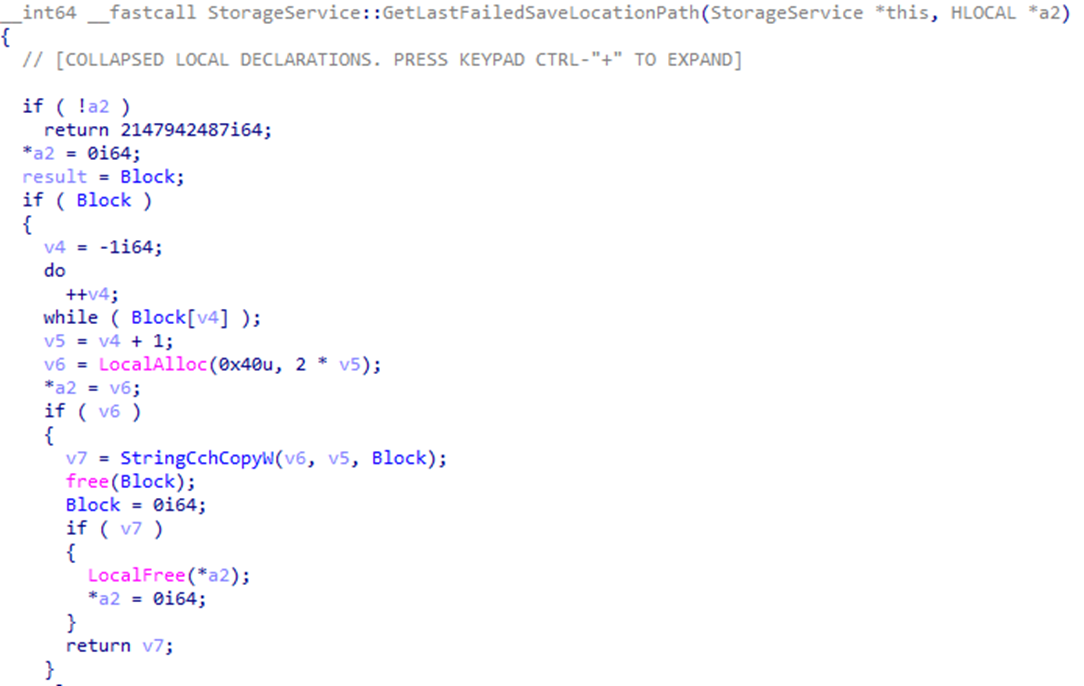 __int64 __fastcall StorageService::GetLastFailedSaveLocationPath(StorageService *this, HLOCAL *a2)
{
  // [COLLAPSED LOCAL DECLARATIONS. PRESS KEYPAD CTRL-"+" TO EXPAND]

  if ( !a2 )
    return 2147942487i64;
  *a2 = 0i64;
  result = Block;
  if ( Block )
  {
    v4 = -1i64;
    do
      ++v4;
    while ( Block[v4] );
    v5 = v4 + 1;
    v6 = LocalAlloc(0x40u, 2 * v5);
    *a2 = v6;
    if ( v6 )
    {
      v7 = StringCchCopyW(v6, v5, Block);
      free(Block);
      Block = 0i64;
      if ( v7 )
      {
        LocalFree(*a2);
        *a2 = 0i64;
      }
      return v7;
    }